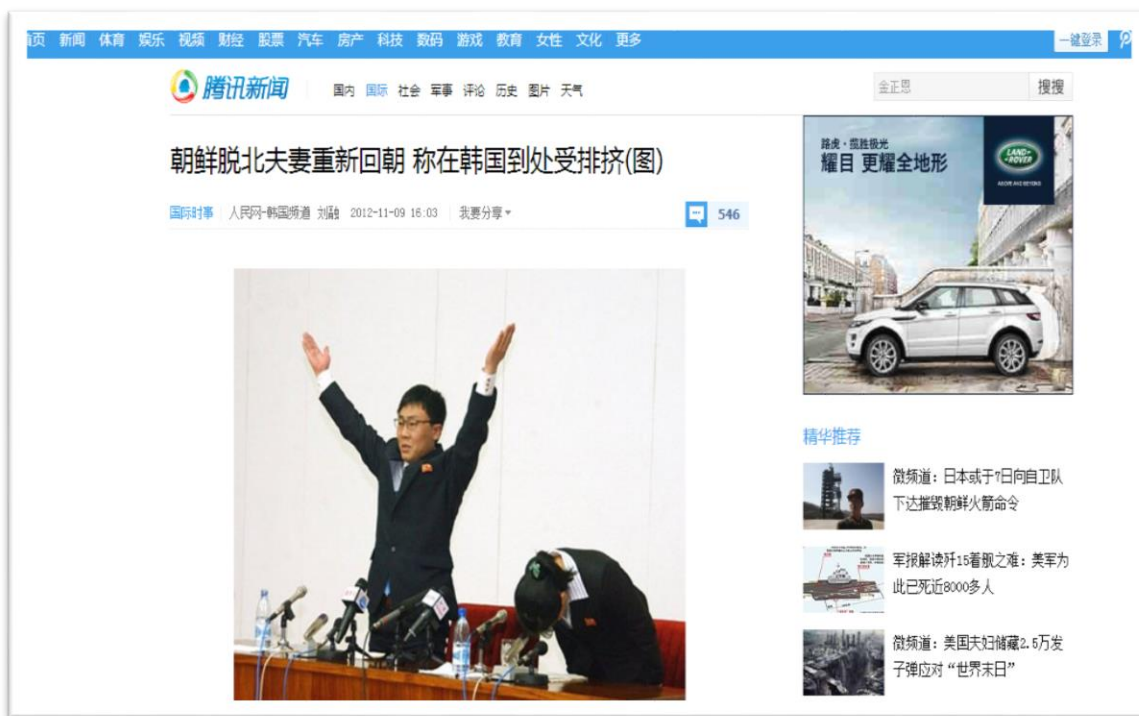 首页 新闻 体育 娱乐 视频 财经 股票 汽车 房产 科技 数码 游戏 教育 女性 文化 更多 一键登录
腾讯新闻 国内 国际 社会 军事 评论 历史 图片 天气 金正恩 搜搜
朝鲜脱北夫妻重新回朝 称在韩国到处受排挤(图)
国际时事 人民网-韩国频道 刘融 2012-11-09 16:03 我要分享 546
路虎·揽胜极光
耀目 更耀全地形
LAND-
ROVER
ABOVE AND BEYOND
精华推荐
微频道：日本或于7日向自卫队
下达摧毁朝鲜火箭命令
军报解读歼15着舰之难：美军为
此已死近8000多人
微频道：美国夫妇储藏2.5万发
子弹应对“世界末日”